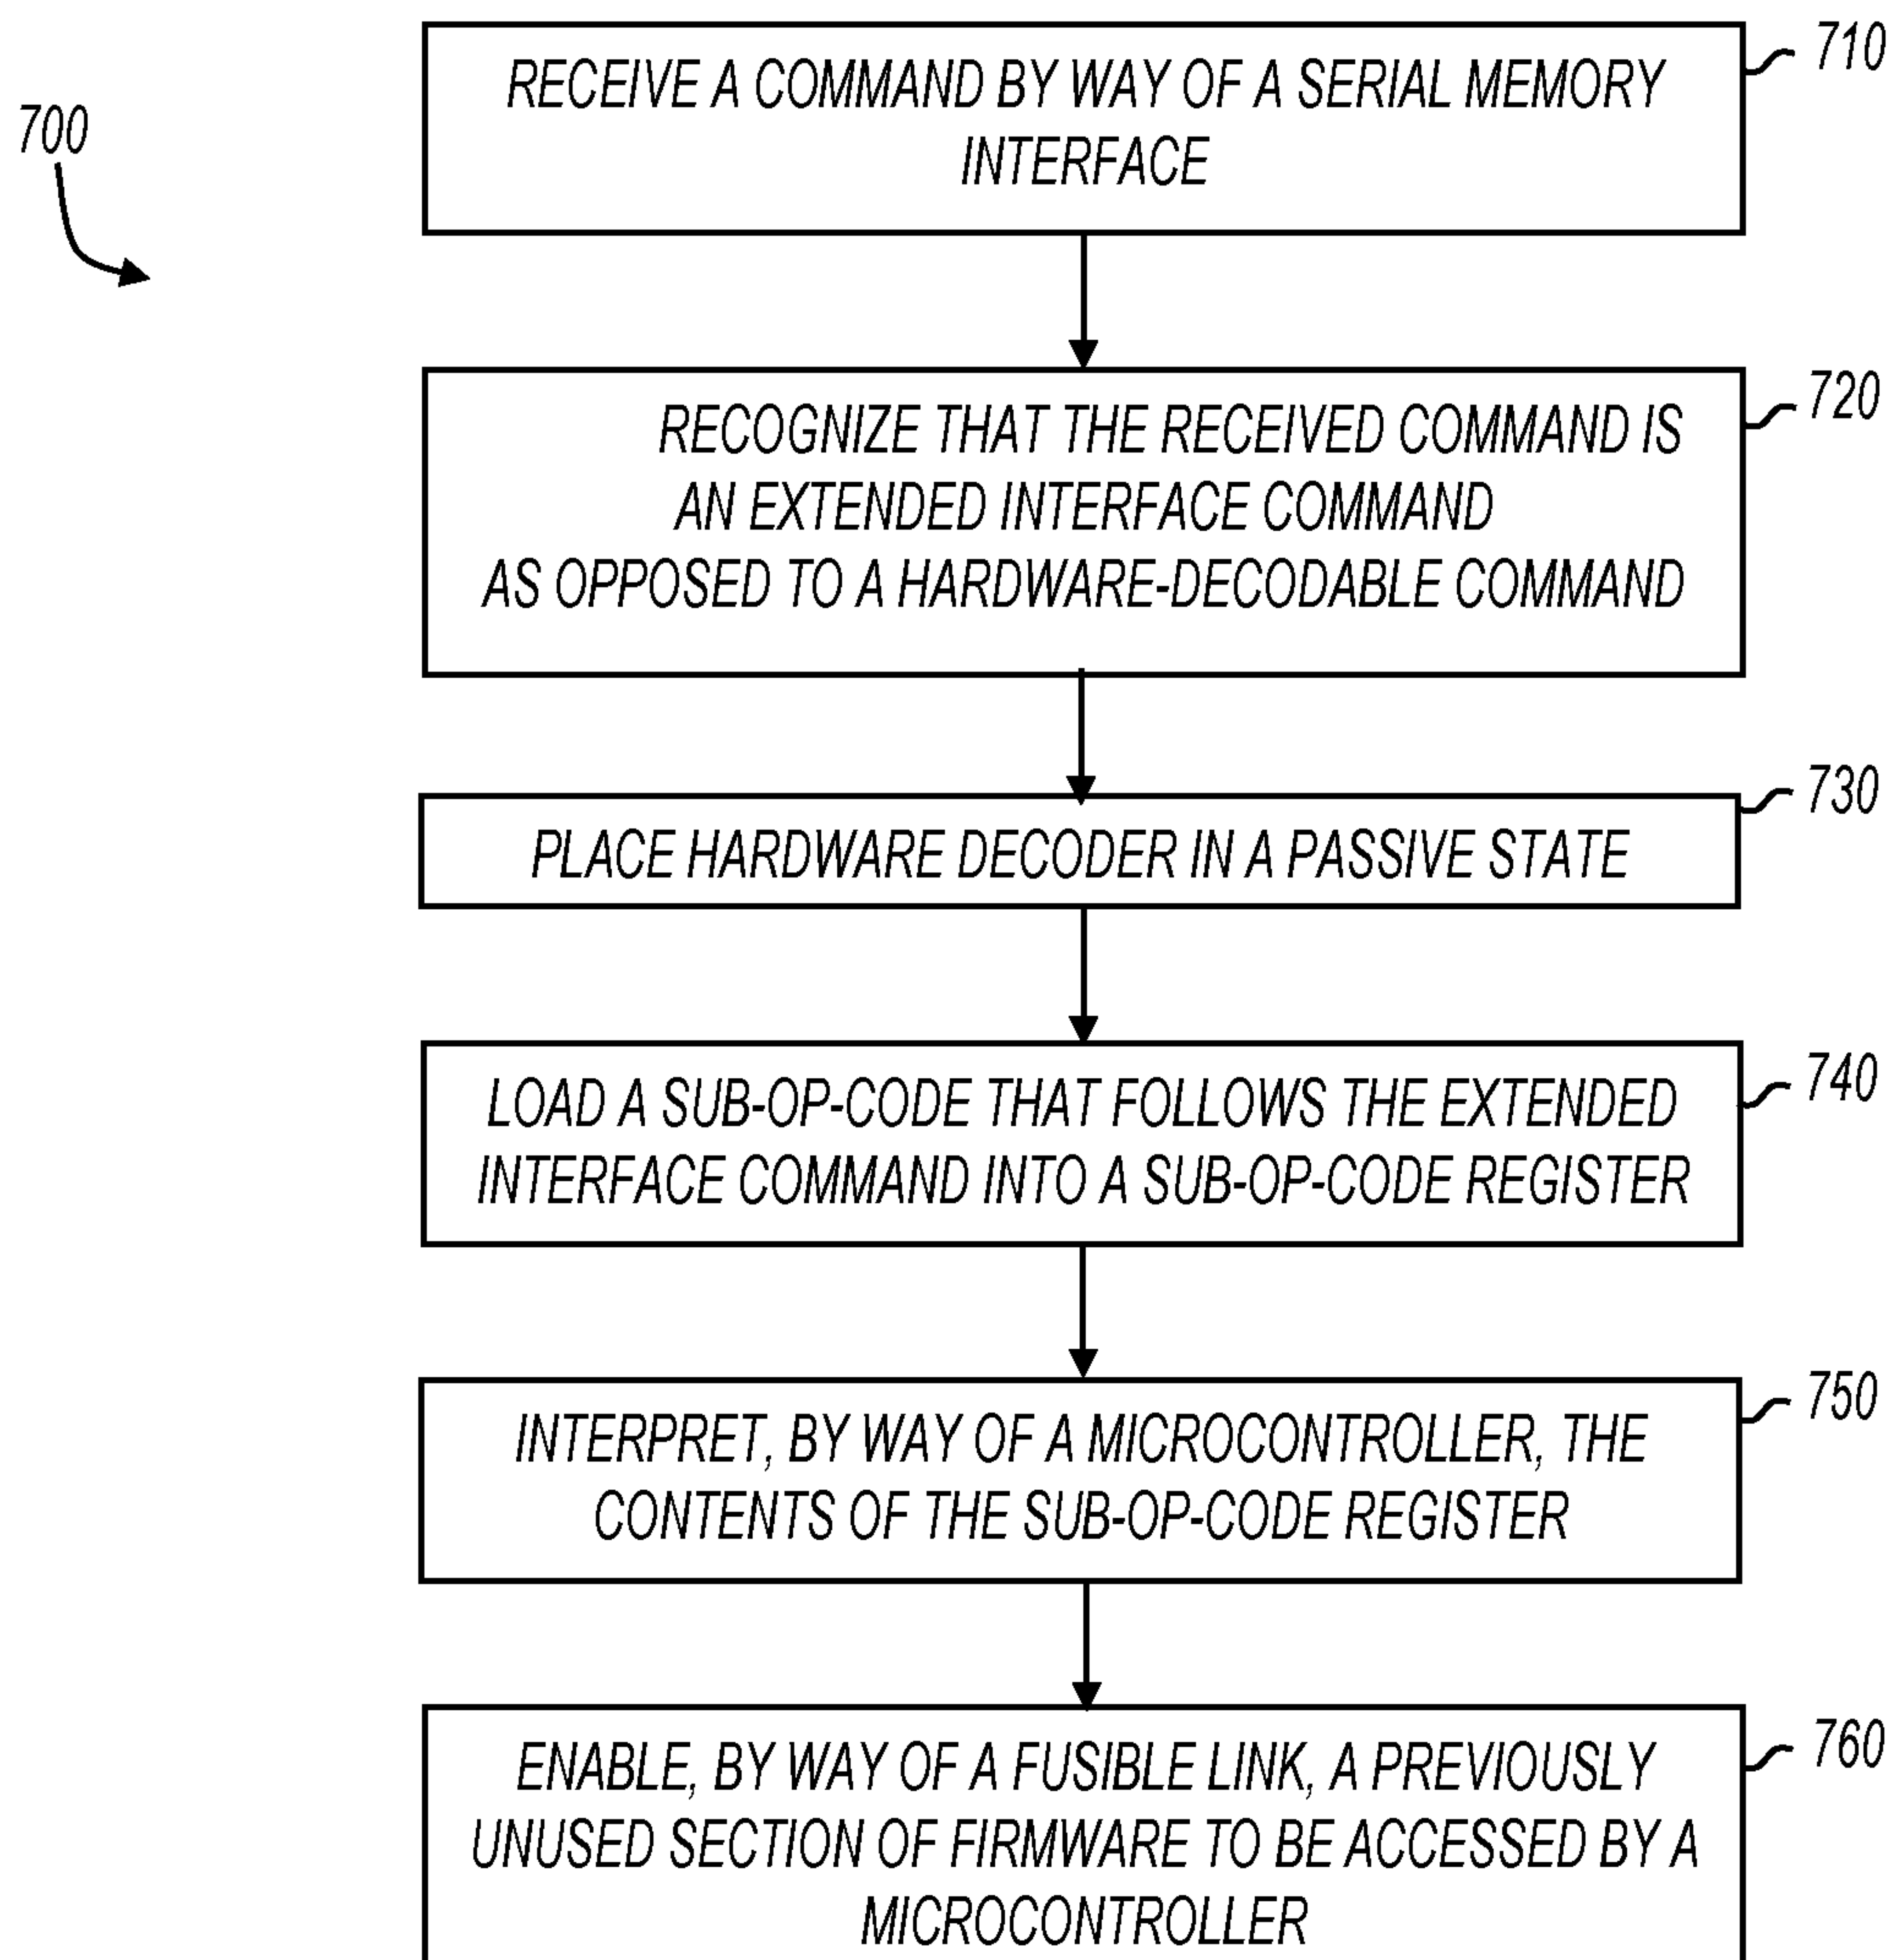 700
RECEIVE A COMMAND BY WAY OF A SERIAL MEMORY
INTERFACE
710
RECOGNIZE THAT THE RECEIVED COMMAND IS
AN EXTENDED INTERFACE COMMAND
AS OPPOSED TO A HARDWARE-DECODABLE COMMAND
720
PLACE HARDWARE DECODER IN A PASSIVE STATE
730
LOAD A SUB-OP-CODE THAT FOLLOWS THE EXTENDED
INTERFACE COMMAND INTO A SUB-OP-CODE REGISTER
740
INTERPRET, BY WAY OF A MICROCONTROLLER, THE
CONTENTS OF THE SUB-OP-CODE REGISTER
750
ENABLE, BY WAY OF A FUSIBLE LINK, A PREVIOUSLY
UNUSED SECTION OF FIRMWARE TO BE ACCESSED BY A
MICROCONTROLLER
760